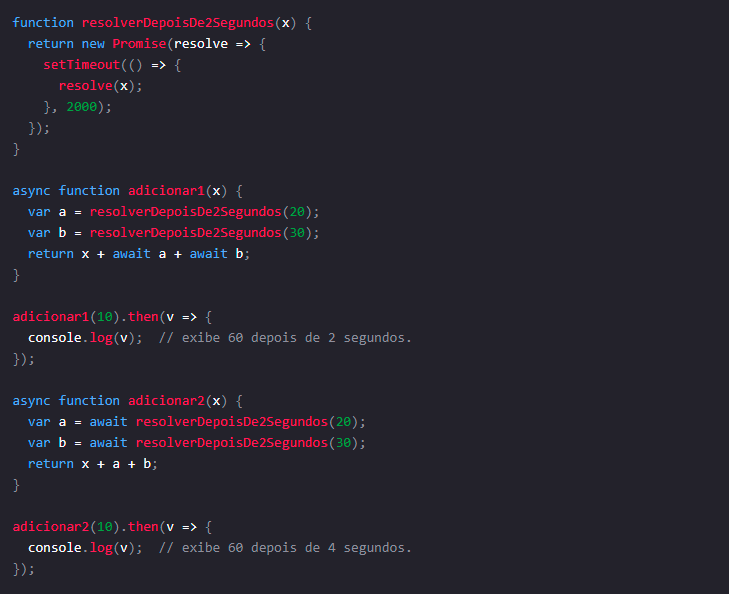 function resolverDepoisDe2Segundos(x) {
  return new Promise(resolve => {
    setTimeout(() => {
      resolve(x);
    }, 2000);
  });
}

async function adicionar1(x) {
  var a = resolverDepoisDe2Segundos(20);
  var b = resolverDepoisDe2Segundos(30);
  return x + await a + await b;
}

adicionar1(10).then(v => {
  console.log(v);  // exibe 60 depois de 2 segundos.
});

async function adicionar2(x) {
  var a = await resolverDepoisDe2Segundos(20);
  var b = await resolverDepoisDe2Segundos(30);
  return x + a + b;
}

adicionar2(10).then(v => {
  console.log(v);  // exibe 60 depois de 4 segundos.
});